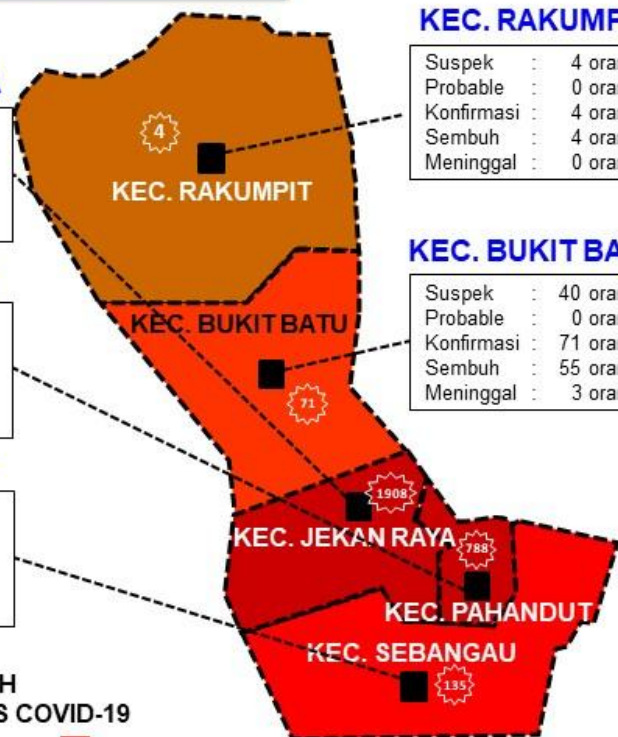 KEC. RAKUMP
Suspek : 4 oran
Probable : 0 oran
Konfirmasi : 4 oran
Sembuh : 4 oran
Meninggal : 0 oran
4
KEC. RAKUMPIT
KEC. BUKIT BA
Suspek : 40 oran
Probable : 0 oran
Konfirmasi : 71 oran
Sembuh : 55 oran
Meninggal : 3 oran
KEC. BUKIT BATU
71
1908
KEC. JEKAN RAYA
788
KEC. PAHANDUT
KEC. SEBANGAU
135
H
S COVID-19